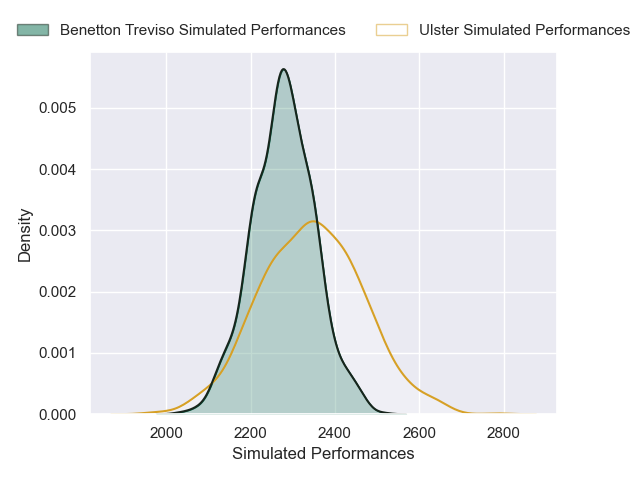 Benetton Treviso Simulated Performances
Ulster Simulated Performances
0.005
0.004
0.003
0.002
0.001
0.000
Density
2000 2200 2400 2600 2800
Simulated Performances